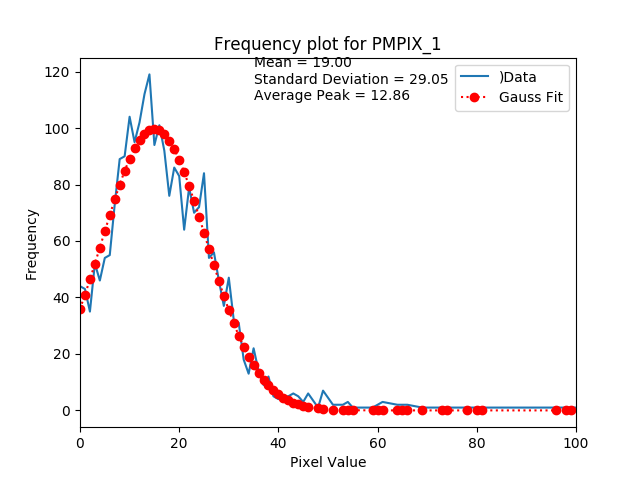 Frequency plot for PMPIX_1
Mean = 19.00
Standard Deviation = 29.05
Average Peak = 12.86
)Data
Gauss Fit
120
100
80
60
40
20
0
Frequency
0 20 40 60 80 100
Pixel Value